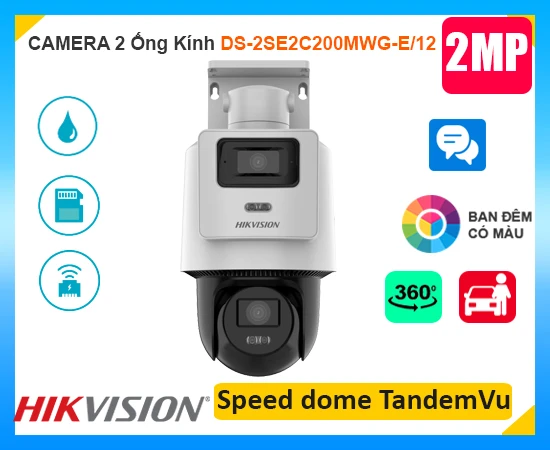 CAMERA 2 Ống Kính DS-2SE2C200MWG-E/12
2MP
HIKVISION
BAN ĐÊM
CÓ MÀU
360°
HIKVISION
Speed dome TandemVu